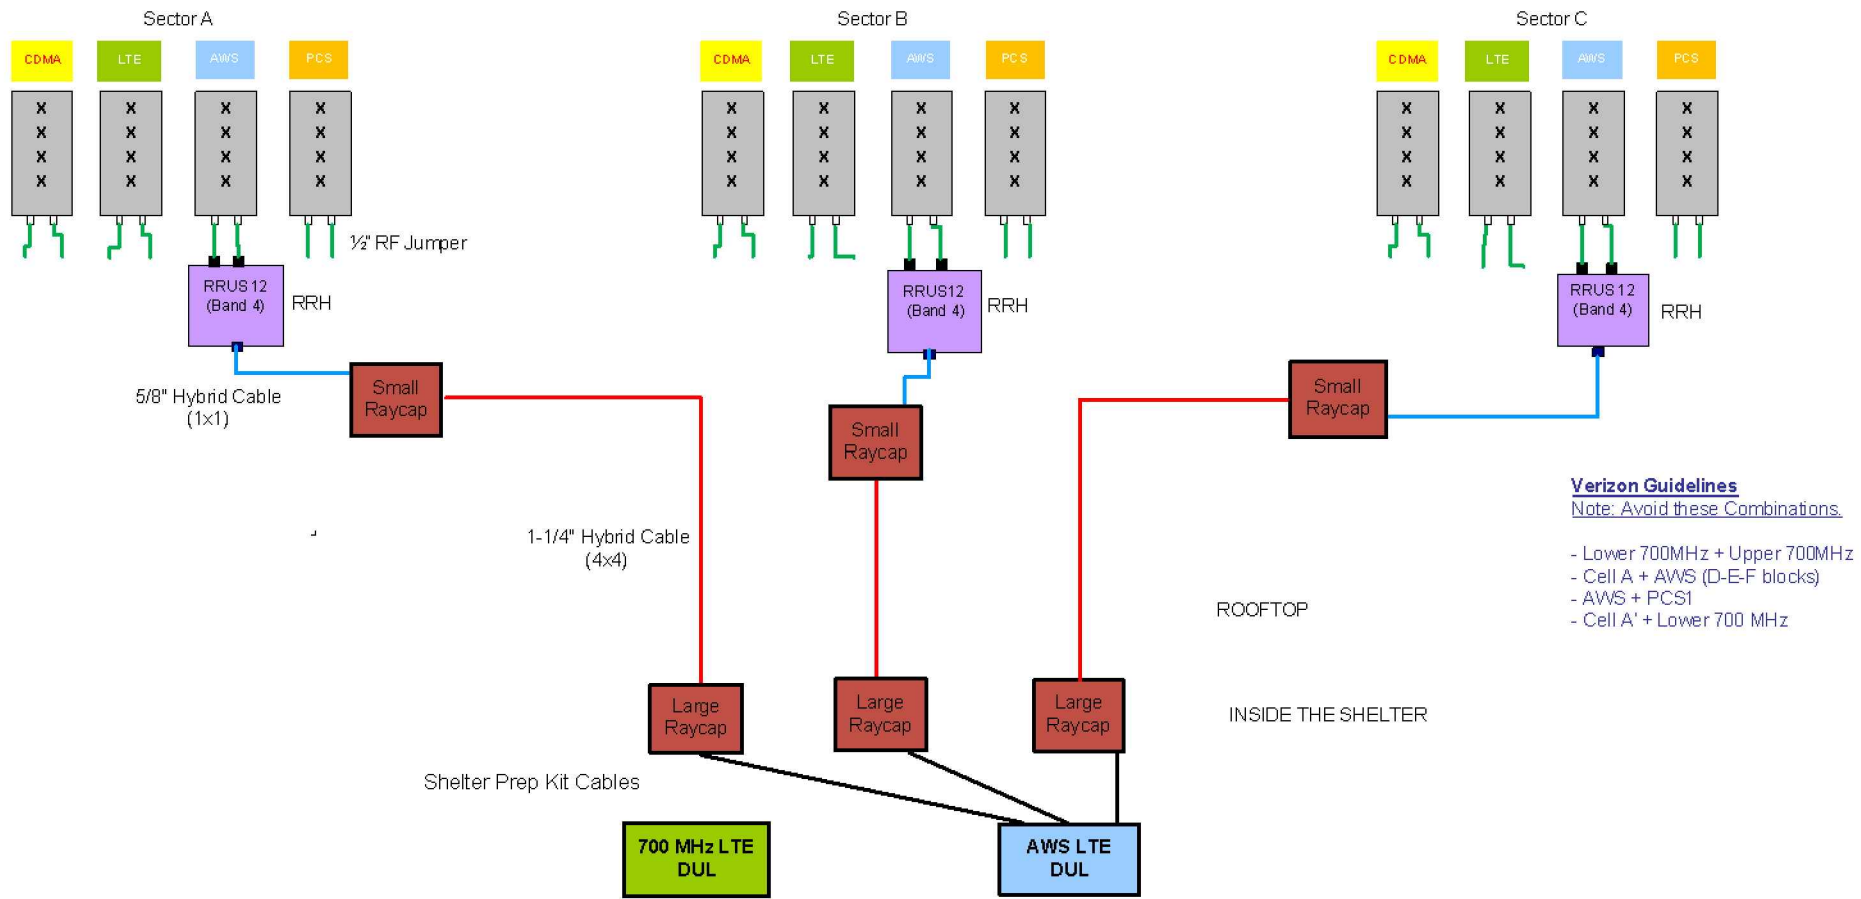 Sector A
Sector B
Sector C
CDMA LTE AWS PCS
CDMA LTE AWS PCS
CDMA LTE AWS PCS
X X X X
X X X X
X X X X
X X X X
X X X X
X X X X
X X X X
X X X X
X X X X
X X X X
X X X X
X X X X
½" RF Jumper
RRUS12
(Band 4)
RRH
RRUS12
(Band 4)
RRH
RRUS12
(Band 4)
RRH
5/8" Hybrid Cable
(1x1)
Small
Raycap
Small
Raycap
Small
Raycap
1-1/4" Hybrid Cable
(4x4)
Verizon Guidelines
Note: Avoid these Combinations.
- Lower 700MHz + Upper 700MHz
- Cell A + AWS (D-E-F blocks)
- AWS + PCS1
- Cell A' + Lower 700 MHz
ROOFTOP
Large
Raycap
Large
Raycap
Large
Raycap
INSIDE THE SHELTER
Shelter Prep Kit Cables
700 MHz LTE
DUL
AWS LTE
DUL